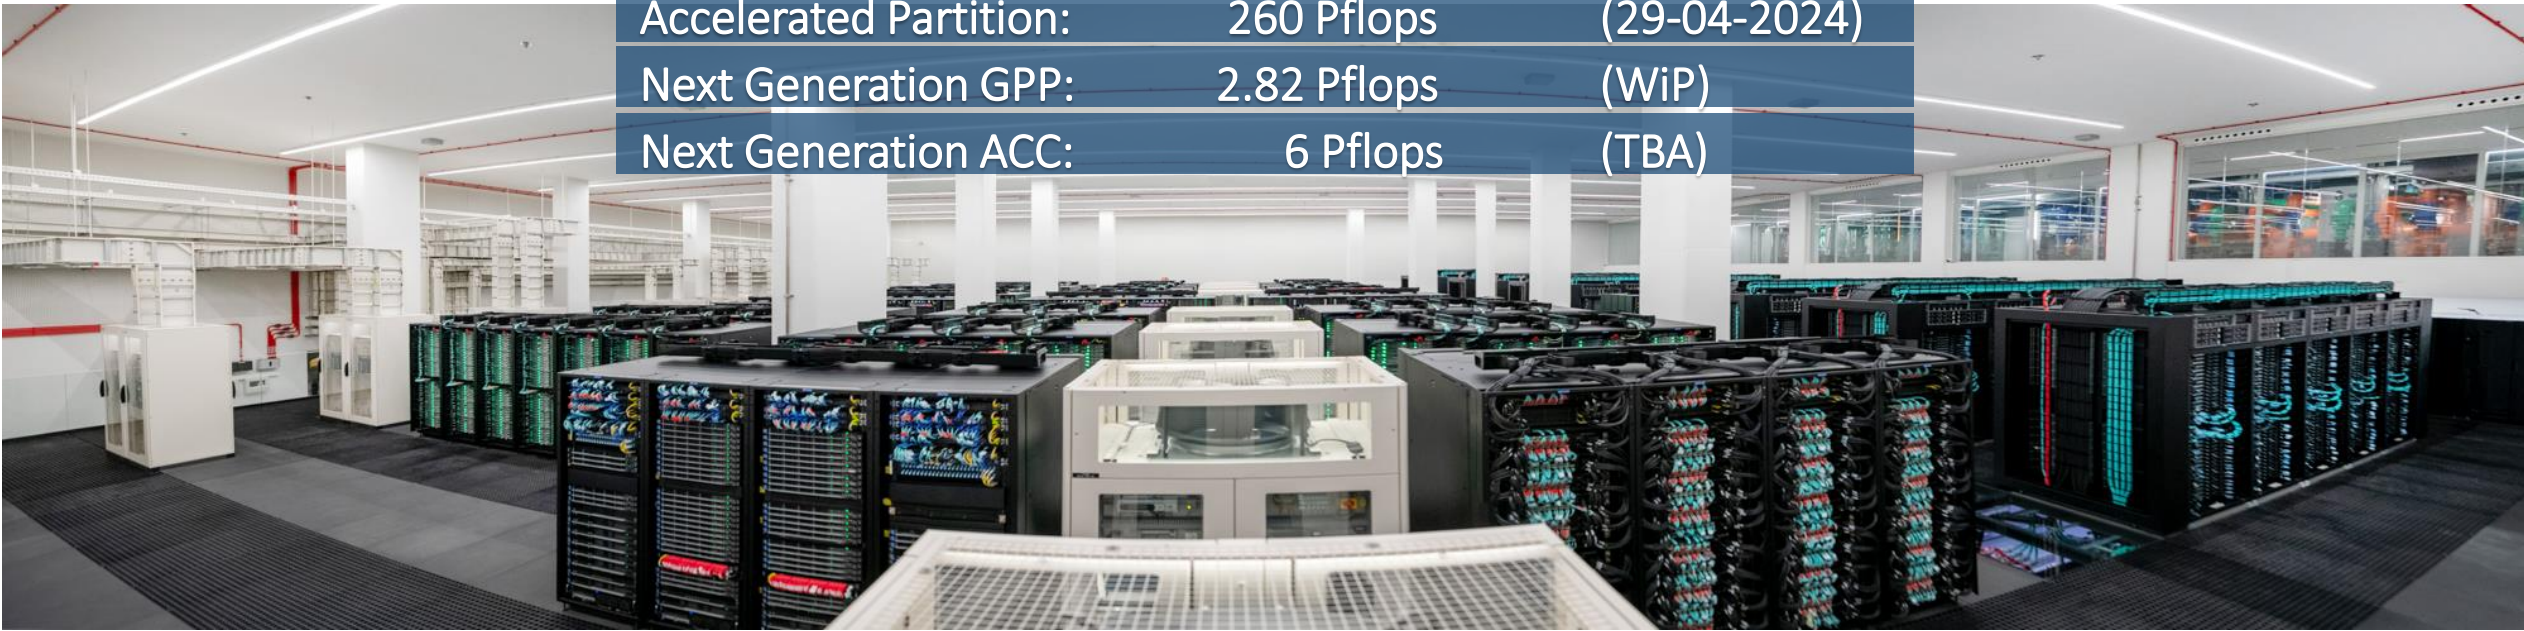 Accelerated Partition: 260 Pflops (29-04-2024)
Next Generation GPP: 2.82 Pflops (WiP)
Next Generation ACC: 6 Pflops (TBA)